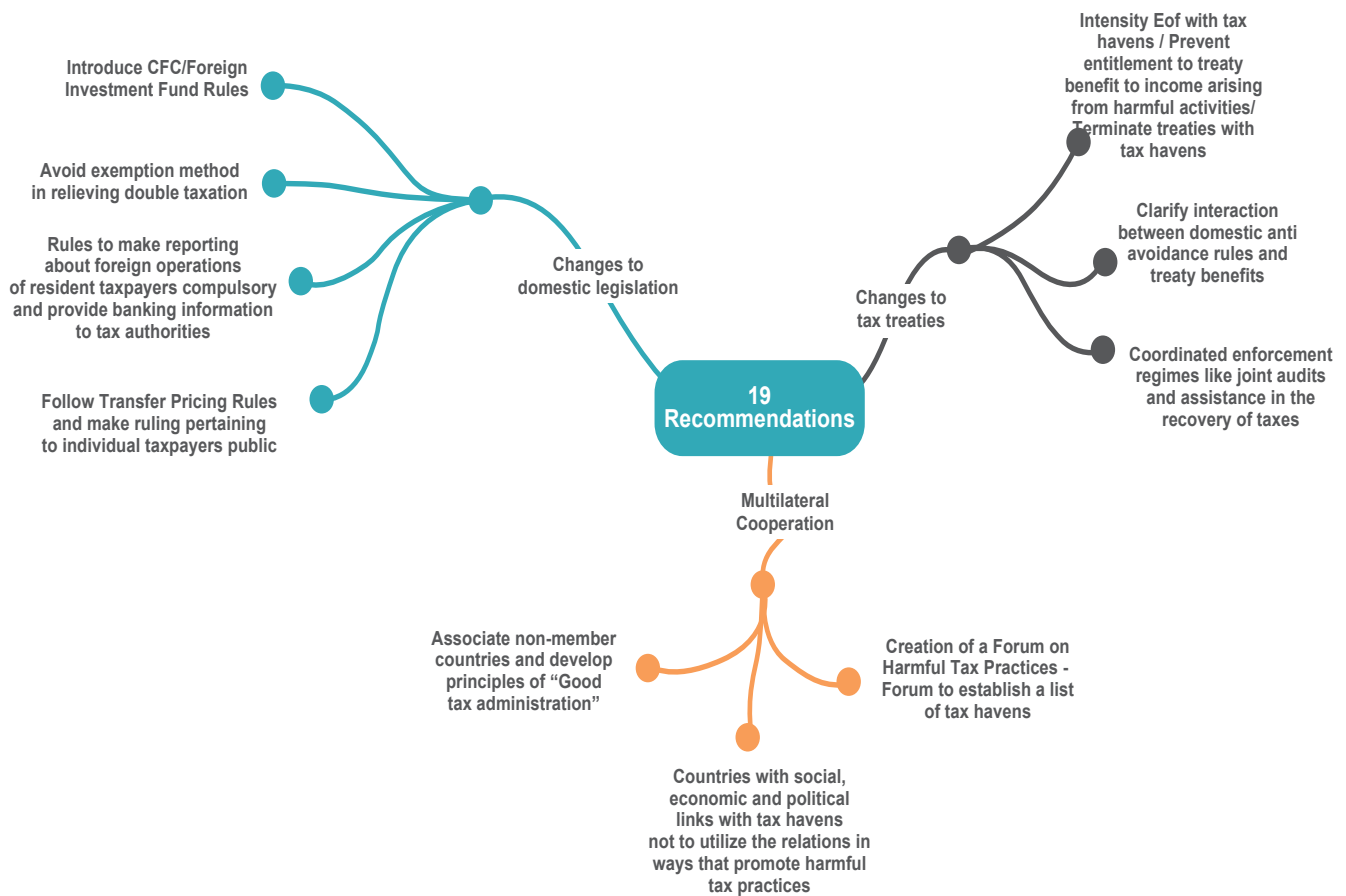 Introduce CFC/Foreign
Investment Fund Rules
Avoid exemption method
in relieving double taxation
Rules to make reporting
about foreign operations
of resident taxpayers compulsory
and provide banking information
to tax authorities
Follow Transfer Pricing Rules
and make ruling pertaining
to individual taxpayers public
Changes to
domestic legislation
19
Recommendations
Changes to
tax treaties
Intensity Eof with tax
havens / Prevent
entitlement to treaty
benefit to income arising
from harmful activities/
Terminate treaties with
tax havens
Clarify interaction
between domestic anti
avoidance rules and
treaty benefits
Coordinated enforcement
regimes like joint audits
and assistance in the
recovery of taxes
Multilateral
Cooperation
Associate non-member
countries and develop
principles of “Good
tax administration”
Countries with social,
economic and political
links with tax havens
not to utilize the relations in
ways that promote harmful
tax practices
Creation of a Forum on
Harmful Tax Practices -
Forum to establish a list
of tax havens